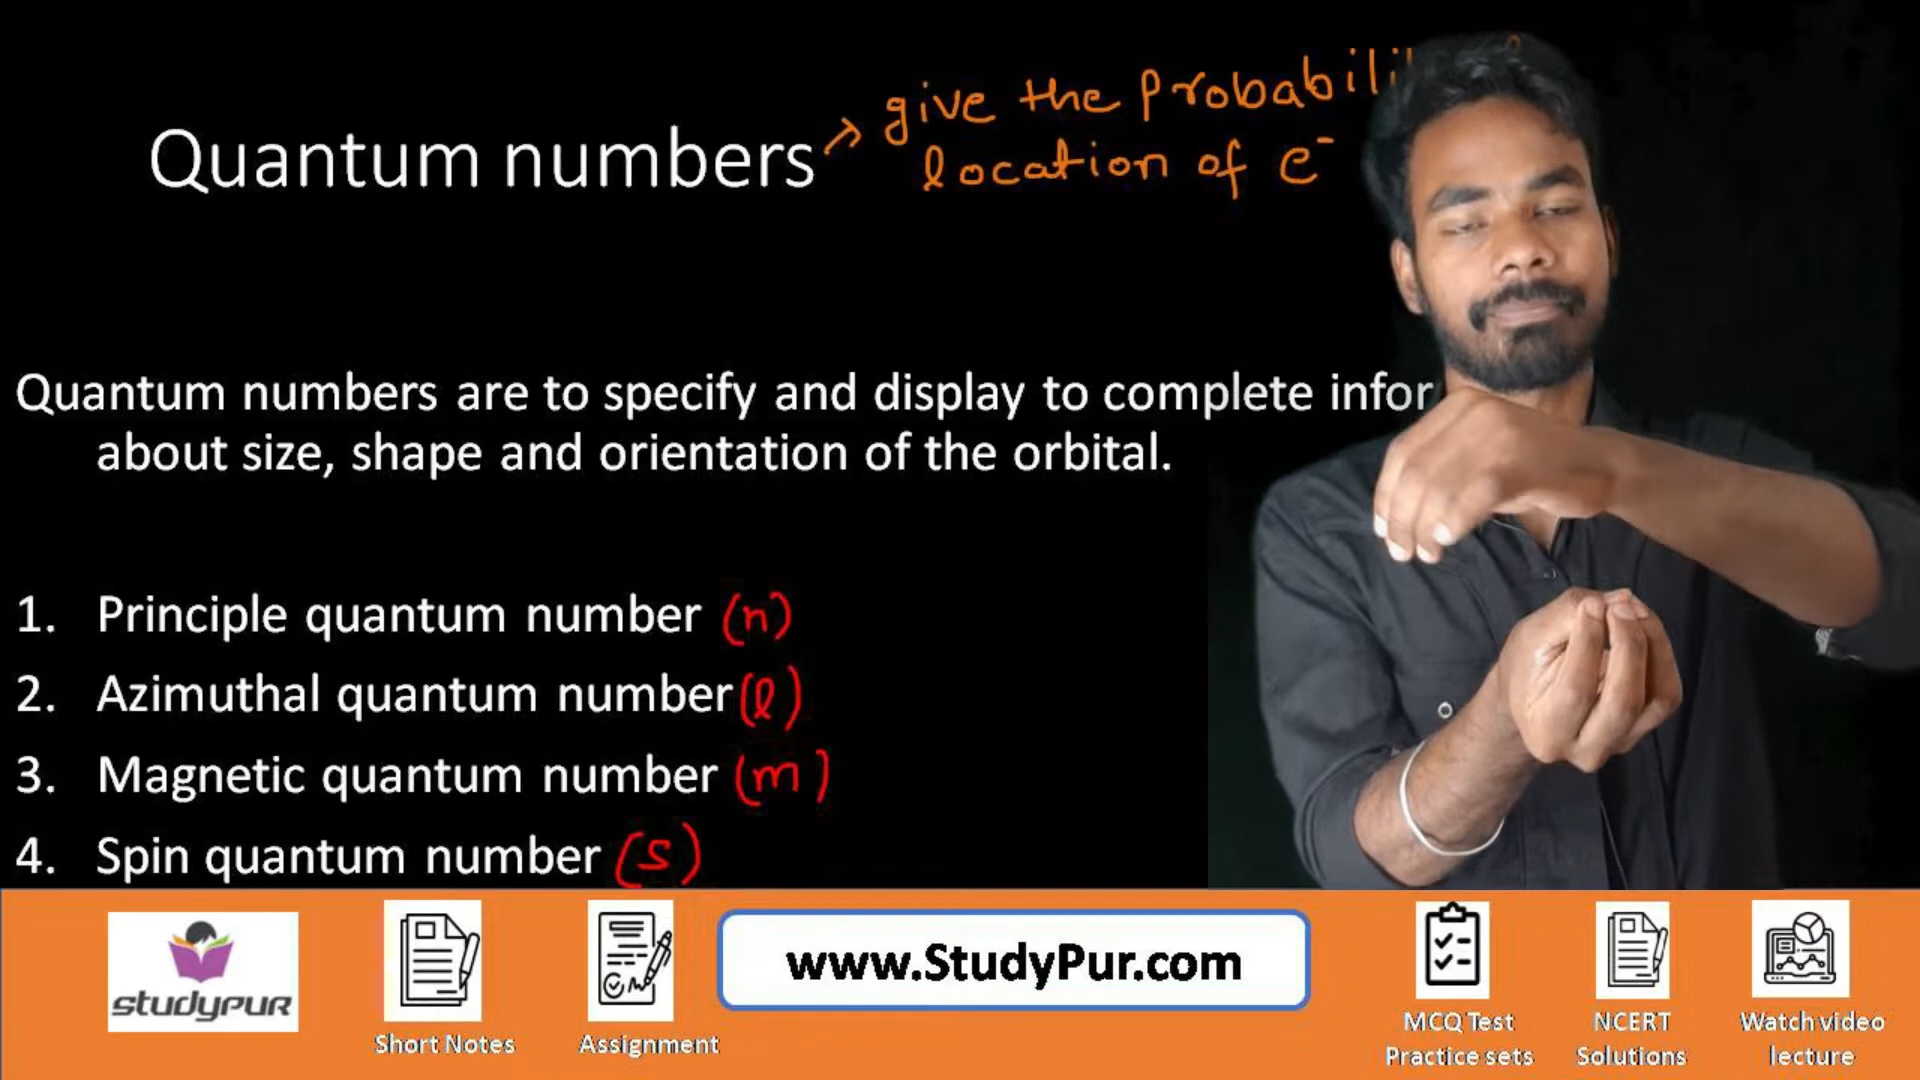 give the Probabili
Quantum numbers → location of e⁻
Quantum numbers are to specify and display to complete infor
about size, shape and orientation of the orbital.
1. Principle quantum number (n)
2. Azimuthal quantum number (l)
3. Magnetic quantum number (m)
4. Spin quantum number (s)
studypur
Short Notes
Assignment
www.StudyPur.com
MCQ Test
Practice sets
NCERT
Solutions
Watch video
lecture